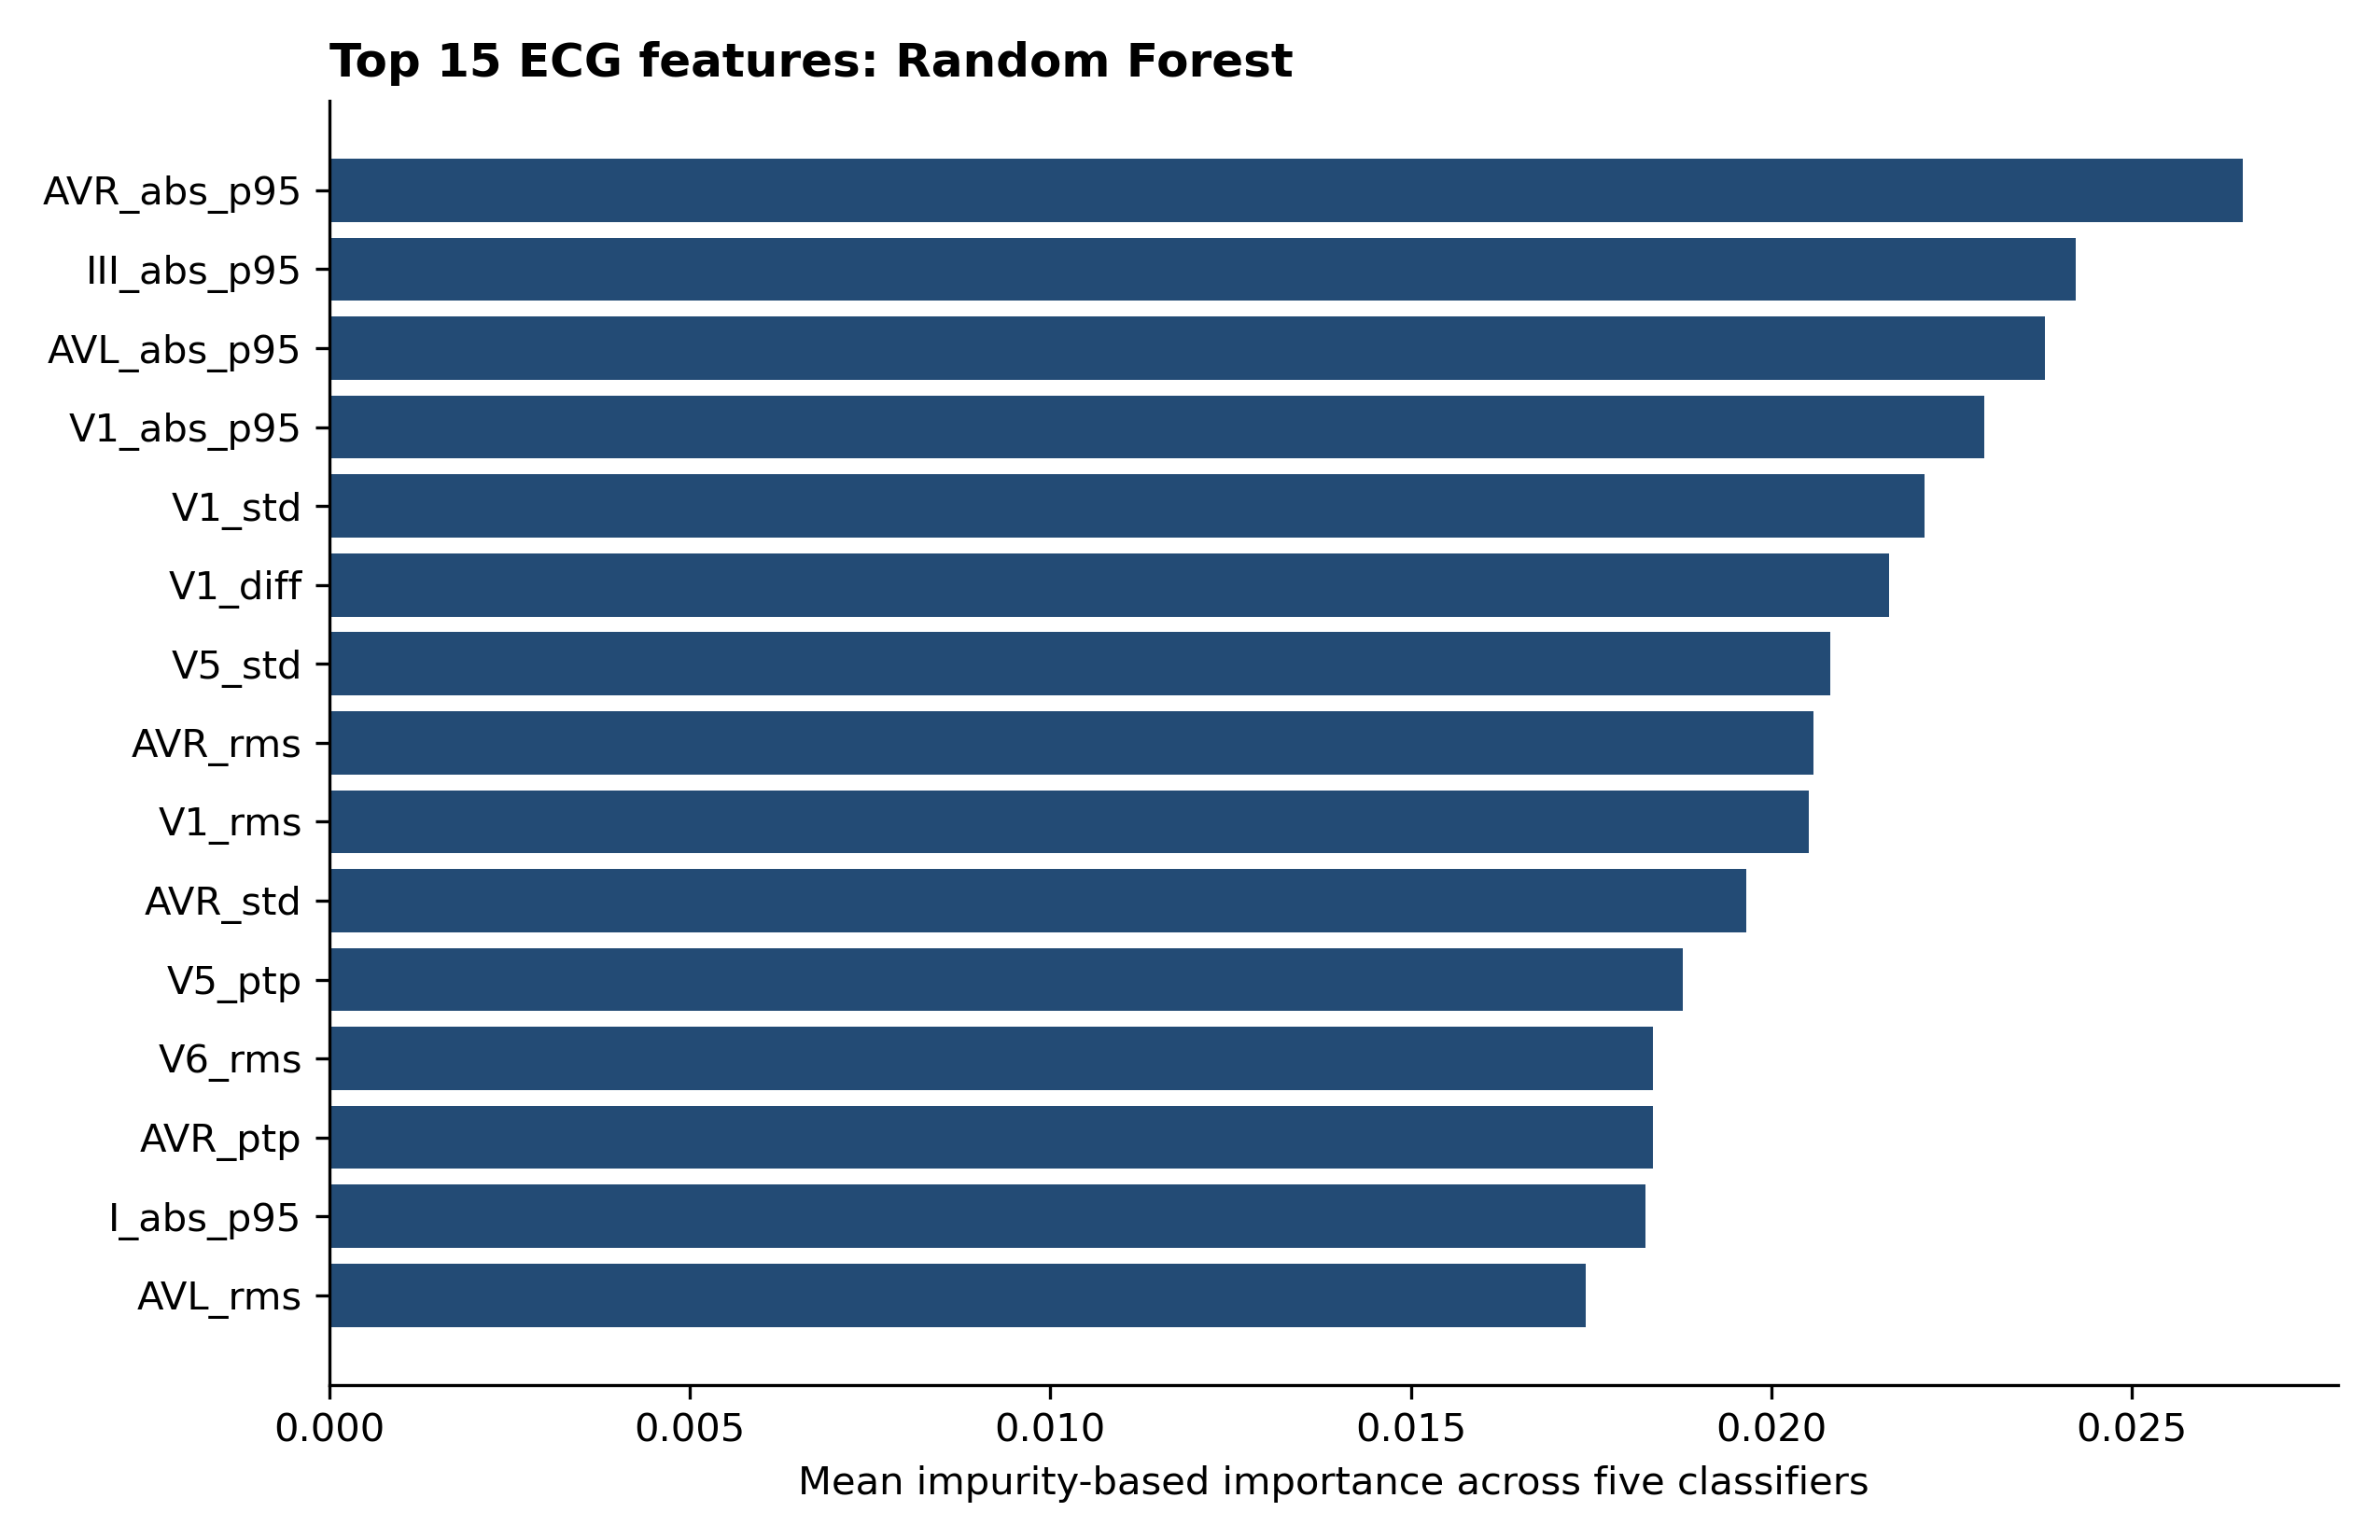 Top 15 ECG features: Random Forest
AVR_abs_p95
III_abs_p95
AVL_abs_p95
V1_abs_p95
V1_std
V1_diff
V5_std
AVR_rms
V1_rms
AVR_std
V5_ptp
V6_rms
AVR_ptp
I_abs_p95
AVL_rms
0.000 0.005 0.010 0.015 0.020 0.025
Mean impurity-based importance across five classifiers